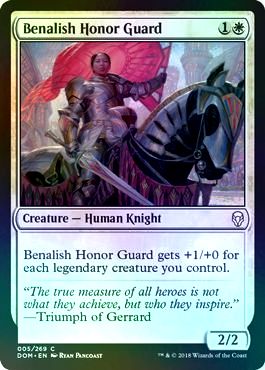 Benalish Honor Guard 1
Creature — Human Knight
Benalish Honor Guard gets +1/+0 for
each legendary creature you control.
“The true measure of all heroes is not
what they achieve, but who they inspire.”
—Triumph of Gerrard
2/2
005/269 C
DOM • EN Ryan Pancoast
™ & © 2018 Wizards of the Coast